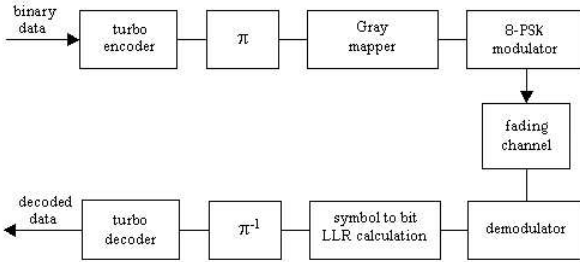 binary
data
turbo
encoder
π
Gray
mapper
8-PSK
modulator
fading
channel
decoded
data
turbo
decoder
π-1
symbol to bit
LLR calculation
demodulator